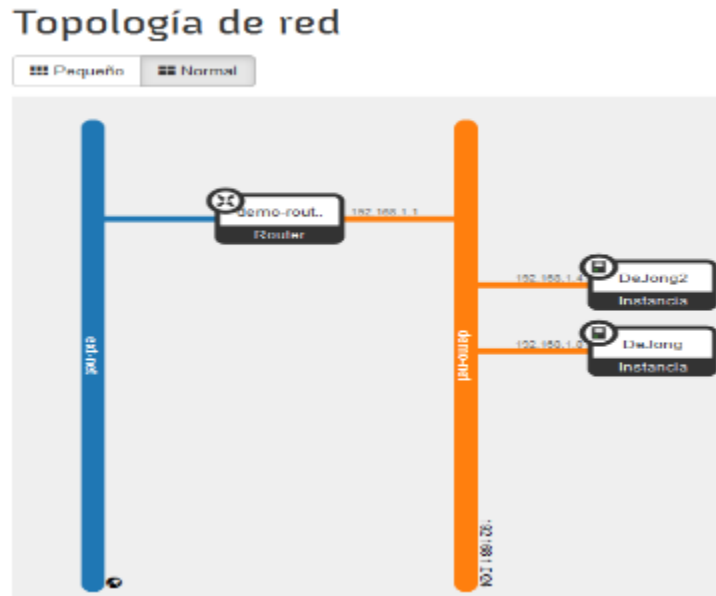 Topología de red
Pequeño Normal
demo-rout..
Router
192.168.1.1
192.168.1.4
DeJong2
Instancia
DeJong
Instancia
ext-net
demo-net